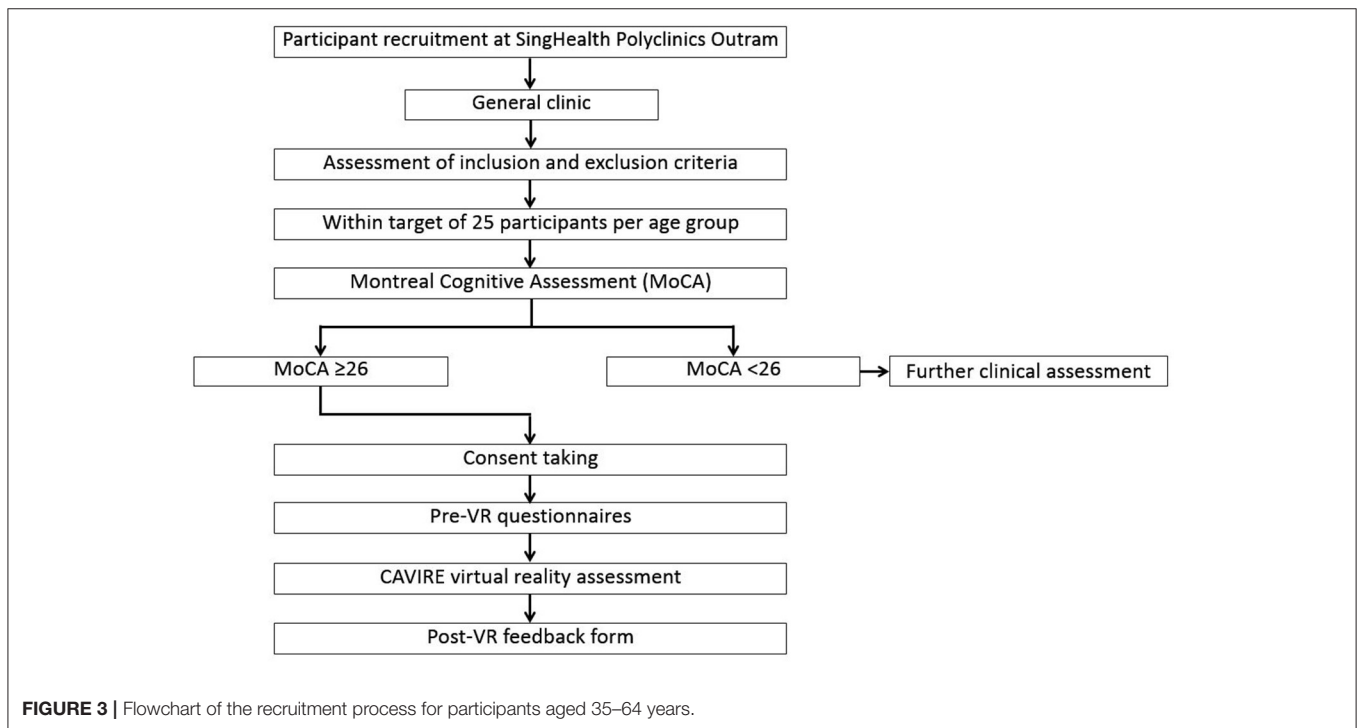 Participant recruitment at SingHealth Polyclinics Outram
General clinic
Assessment of inclusion and exclusion criteria
Within target of 25 participants per age group
Montreal Cognitive Assessment (MoCA)
MoCA ≥26
MoCA <26
Further clinical assessment
Consent taking
Pre-VR questionnaires
CAVIRE virtual reality assessment
Post-VR feedback form
FIGURE 3 | Flowchart of the recruitment process for participants aged 35–64 years.